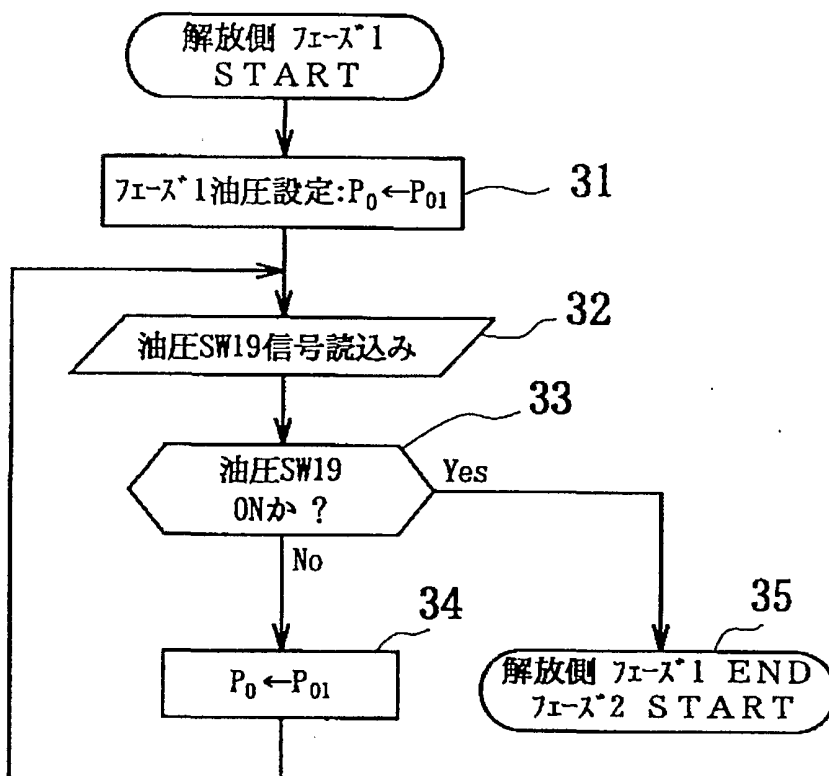 解放側 ﾌｪｰｽﾞ1
START
ﾌｪｰｽﾞ1油圧設定:P₀←P₀₁
31
油圧SW19信号読込み
32
33
油圧SW19
ONか?
Yes
No
34
P₀←P₀₁
35
解放側 ﾌｪｰｽﾞ1 END
ﾌｪｰｽﾞ2 START